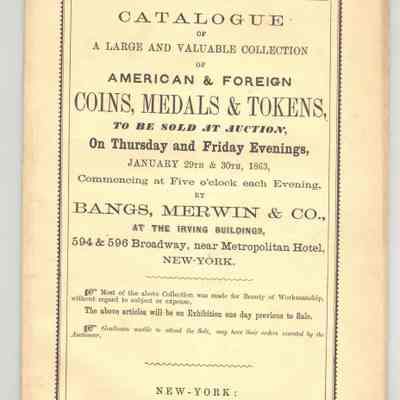 CATALOGUE
OF
A LARGE AND VALUABLE COLLECTION
OF
AMERICAN & FOREIGN
COINS, MEDALS & TOKENS,
TO BE SOLD AT AUCTION,
On Thursday and Friday Evenings,
JANUARY 29TH & 30TH, 1863,
Commencing at Five o'clock each Evening,
BY
BANGS, MERWIN & CO.,
AT THE IRVING BUILDINGS,
594 & 596 Broadway, near Metropolitan Hotel,
NEW-YORK.
☞ Most of the above Collection was made for Beauty of Workmanship,
without regard to subject or expense.
The above articles will be on Exhibition one day previous to Sale.
☞ Gentlemen unable to attend the Sale, may have their orders executed by the
Auctioneer.
NEW-YORK: